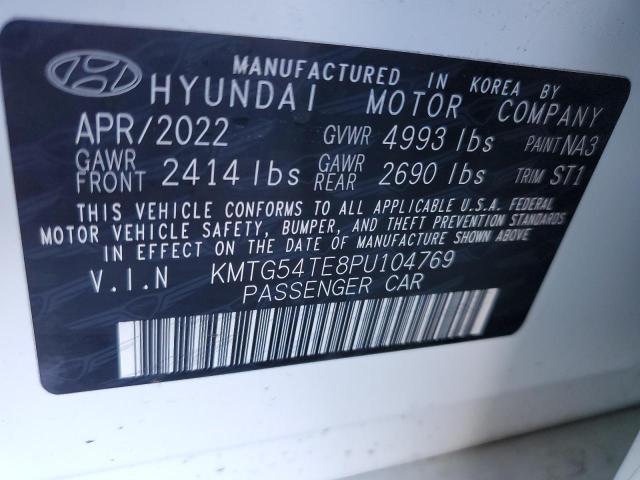 MANUFACTURED IN KOREA BY
HYUNDAI MOTOR COMPANY
APR/2022 GVWR 4993 lbs PAINT NA3
GAWR FRONT 2414 lbs GAWR REAR 2690 lbs TRIM ST1
THIS VEHICLE CONFORMS TO ALL APPLICABLE U.S.A. FEDERAL
MOTOR VEHICLE SAFETY, BUMPER, AND THEFT PREVENTION STANDARDS
IN EFFECT ON THE DATE OF MANUFACTURE SHOWN ABOVE.
V.I.N KMTG54TE8PU104769
PASSENGER CAR